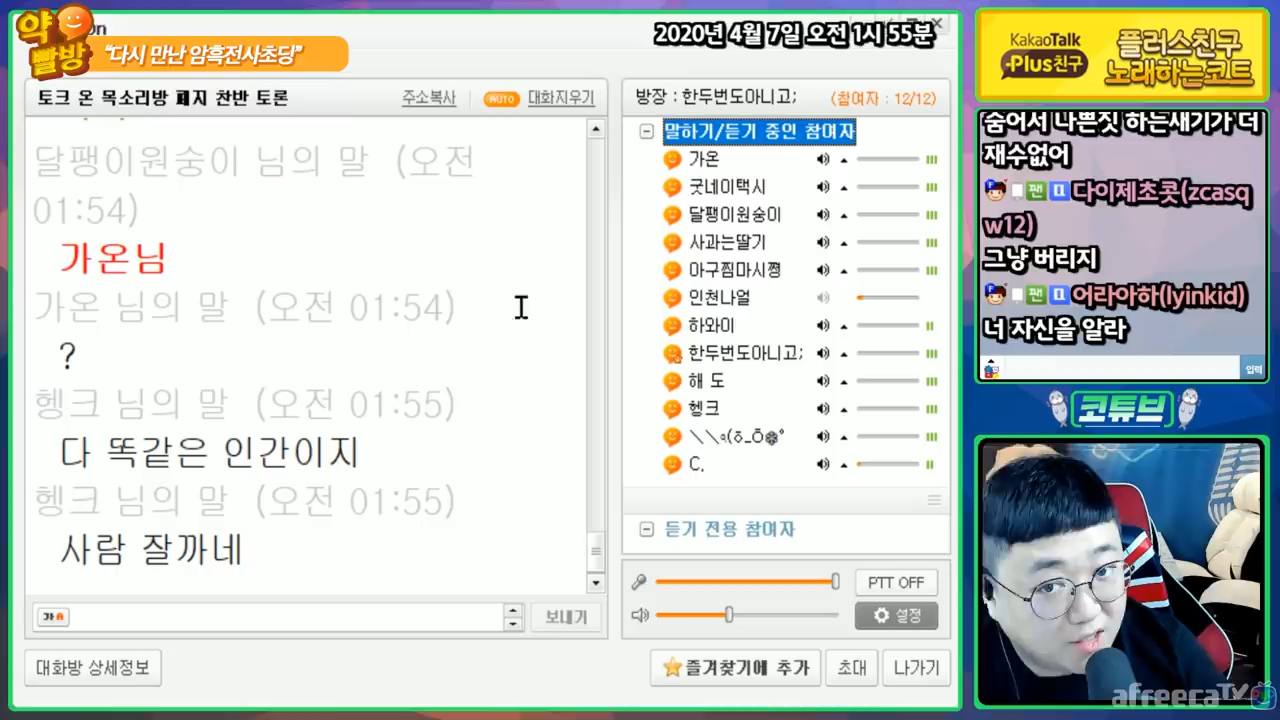 약빨방
"다시 만난 암흑전사초딩"
on
2020년 4월 7일 오전 1시 55분
토크 온 목소리방 폐지 찬반 토론
주소복사
AUTO
대화지우기
달팽이원숭이 님의 말 (오전 01:54)
가온님
가온 님의 말 (오전 01:54)
?
헹크 님의 말 (오전 01:55)
다 똑같은 인간이지
헹크 님의 말 (오전 01:55)
사람 잘까네
가A
보내기
대화방 상세정보
방장 : 한두번도아니고;
(참여자 : 12/12)
말하기/듣기 중인 참여자
가온
굿네이택시
달팽이원숭이
사과는딸기
아구찜마시쪙
인천나얼
하와이
한두번도아니고;
해 도
헹크
C.
듣기 전용 참여자
PTT OFF
설정
즐겨찾기에 추가
초대
나가기
KakaoTalk
Plus친구
플러스친구
노래하는코트
숨어서 나쁜짓 하는새기가 더
재수없어
팬 다이제초콧(zcasq
w12)
그냥 버리지
팬 어라아하(lyinkid)
너 자신을 알라
입력
코튜브
afreecaTV